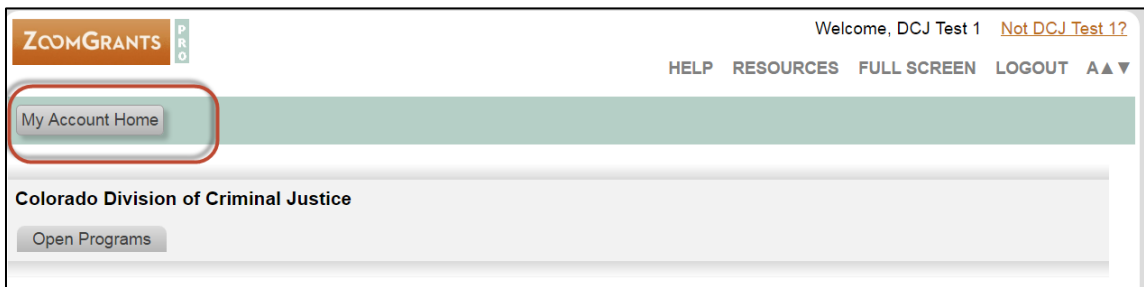 ZOOMGRANTS PRO
Welcome, DCJ Test 1 Not DCJ Test 1?
HELP RESOURCES FULL SCREEN LOGOUT A▲▼
My Account Home
Colorado Division of Criminal Justice
Open Programs